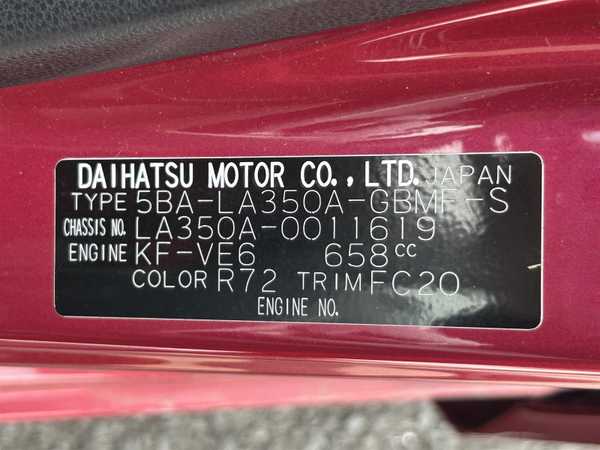 DAIHATSU MOTOR CO., LTD. JAPAN
TYPE 5BA-LA350A-GBMF-S
CHASSIS NO. LA350A-0011619
ENGINE KF-VE6 658cc
COLOR R72 TRIM FC20
ENGINE NO.